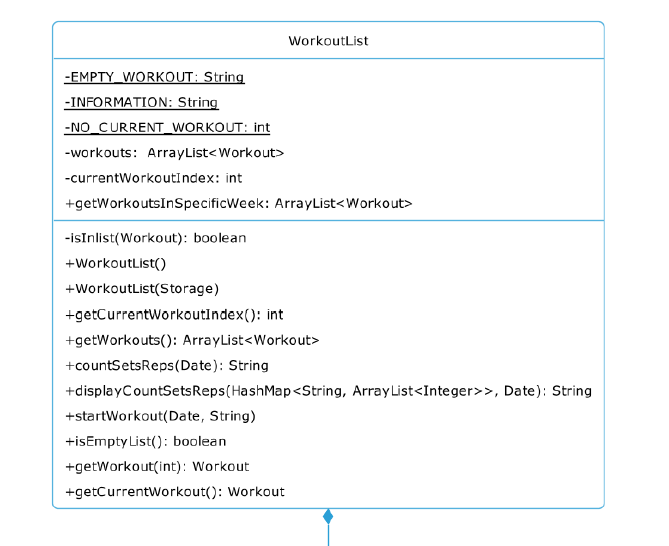 WorkoutList
-EMPTY_WORKOUT: String
-INFORMATION: String
-NO_CURRENT_WORKOUT: int
-workouts: ArrayList<Workout>
-currentWorkoutIndex: int
+getWorkoutsInSpecificWeek: ArrayList<Workout>
-isInlist(Workout): boolean
+WorkoutList()
+WorkoutList(Storage)
+getCurrentWorkoutIndex(): int
+getWorkouts(): ArrayList<Workout>
+countSetsReps(Date): String
+displayCountSetsReps(HashMap<String, ArrayList<Integer>>, Date): String
+startWorkout(Date, String)
+isEmptyList(): boolean
+getWorkout(int): Workout
+getCurrentWorkout(): Workout